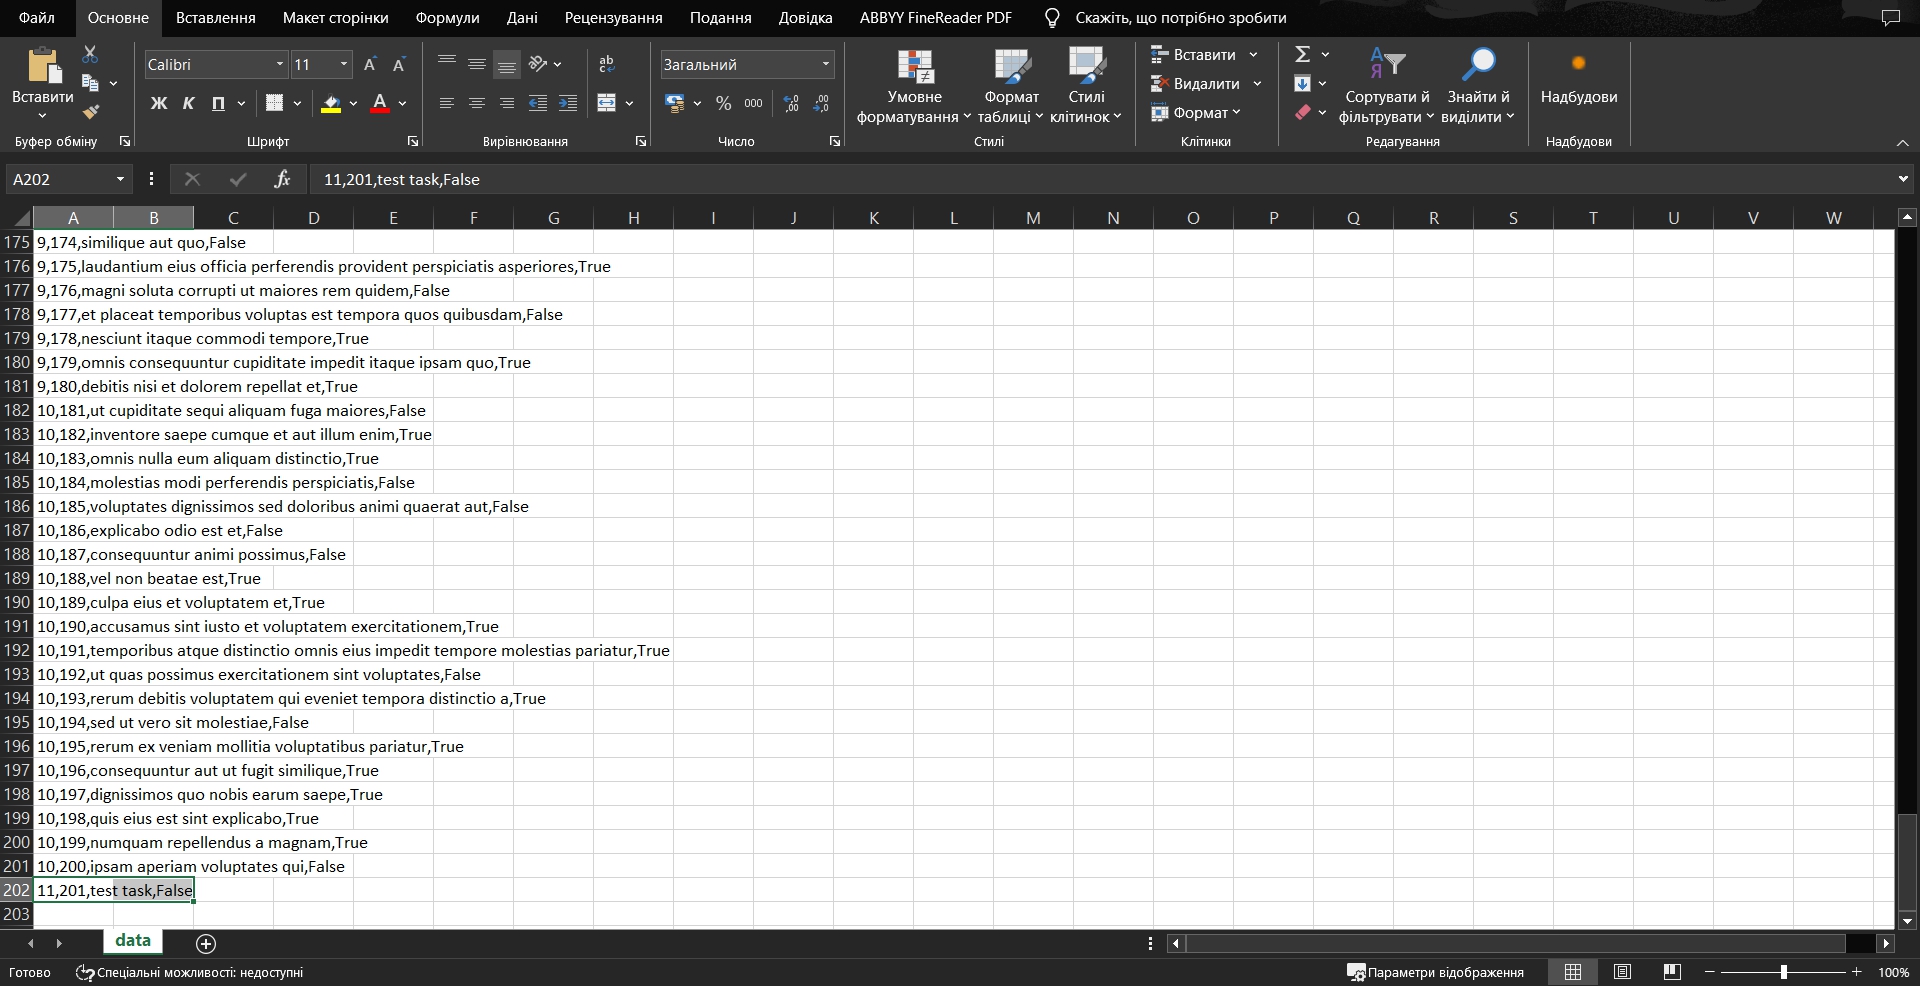 Файл Основне Вставлення Макет сторінки Формули Дані Рецензування Подання Довідка ABBYY FineReader PDF Скажіть, що потрібно зробити
Вставити
Буфер обміну
Calibri 11
Ж К П А
Шрифт
ab
c
Вирівнювання
Загальний
% 000 ,00 ,00
Число
Умовне форматування
Формат таблиці
Стилі клітинок
Стилі
Вставити
Видалити
Формат
Клітинки
Σ
А
Я
Сортувати й фільтрувати
Знайти й виділити
Редагування
Надбудови
Надбудови
A202 fx 11,201,test task,False
A B C D E F G H I J K L M N O P Q R S T U V W
175 9,174,similique aut quo,False
176 9,175,laudantium eius officia perferendis provident perspiciatis asperiores,True
177 9,176,magni soluta corrupti ut maiores rem quidem,False
178 9,177,et placeat temporibus voluptas est tempora quos quibusdam,False
179 9,178,nesciunt itaque commodi tempore,True
180 9,179,omnis consequuntur cupiditate impedit itaque ipsam quo,True
181 9,180,debitis nisi et dolorem repellat et,True
182 10,181,ut cupiditate sequi aliquam fuga maiores,False
183 10,182,inventore saepe cumque et aut illum enim,True
184 10,183,omnis nulla eum aliquam distinctio,True
185 10,184,molestias modi perferendis perspiciatis,False
186 10,185,voluptates dignissimos sed doloribus animi quaerat aut,False
187 10,186,explicabo odio est et,False
188 10,187,consequuntur animi possimus,False
189 10,188,vel non beatae est,True
190 10,189,culpa eius et voluptatem et,True
191 10,190,accusamus sint iusto et voluptatem exercitationem,True
192 10,191,temporibus atque distinctio omnis eius impedit tempore molestias pariatur,True
193 10,192,ut quas possimus exercitationem sint voluptates,False
194 10,193,rerum debitis voluptatem qui eveniet tempora distinctio a,True
195 10,194,sed ut vero sit molestiae,False
196 10,195,rerum ex veniam mollitia voluptatibus pariatur,True
197 10,196,consequuntur aut ut fugit similique,True
198 10,197,dignissimos quo nobis earum saepe,True
199 10,198,quis eius est sint explicabo,True
200 10,199,numquam repellendus a magnam,True
201 10,200,ipsam aperiam voluptates qui,False
202 11,201,test task,False
203
data
Готово Спеціальні можливості: недоступні Параметри відображення 100%